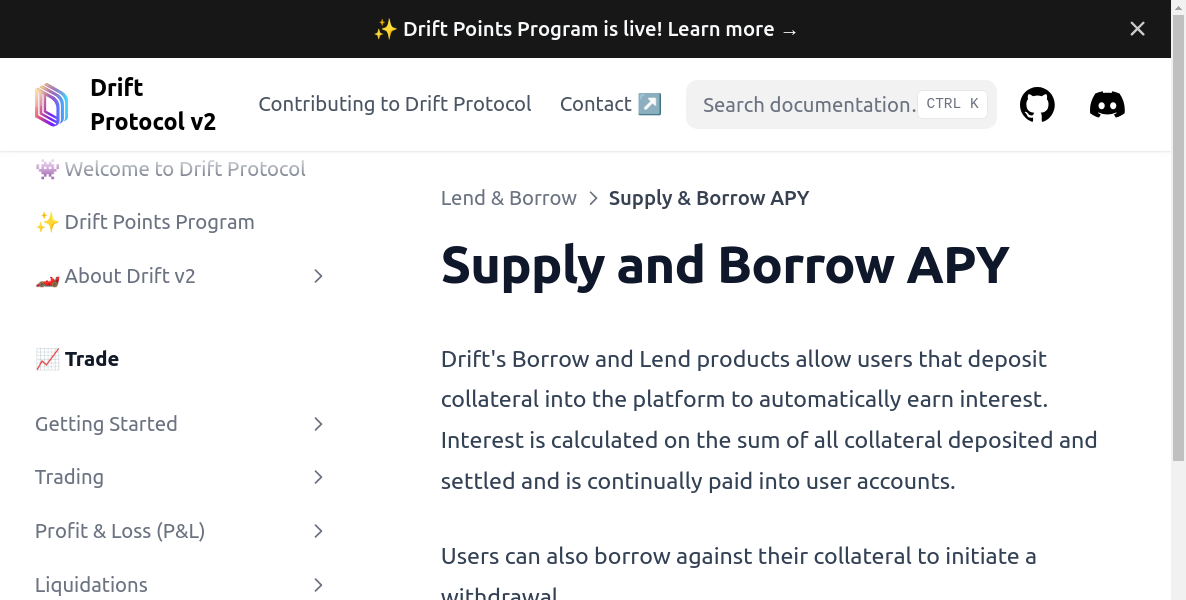 ✨ Drift Points Program is live! Learn more →
Drift
Protocol v2
Contributing to Drift Protocol
Contact ↗️
Search documentation.
CTRL K
👾 Welcome to Drift Protocol
✨ Drift Points Program
🏎️ About Drift v2
📈 Trade
Getting Started
Trading
Profit & Loss (P&L)
Liquidations
Lend & Borrow > Supply & Borrow APY
Supply and Borrow APY
Drift's Borrow and Lend products allow users that deposit
collateral into the platform to automatically earn interest.
Interest is calculated on the sum of all collateral deposited and
settled and is continually paid into user accounts.
Users can also borrow against their collateral to initiate a
withdrawal.